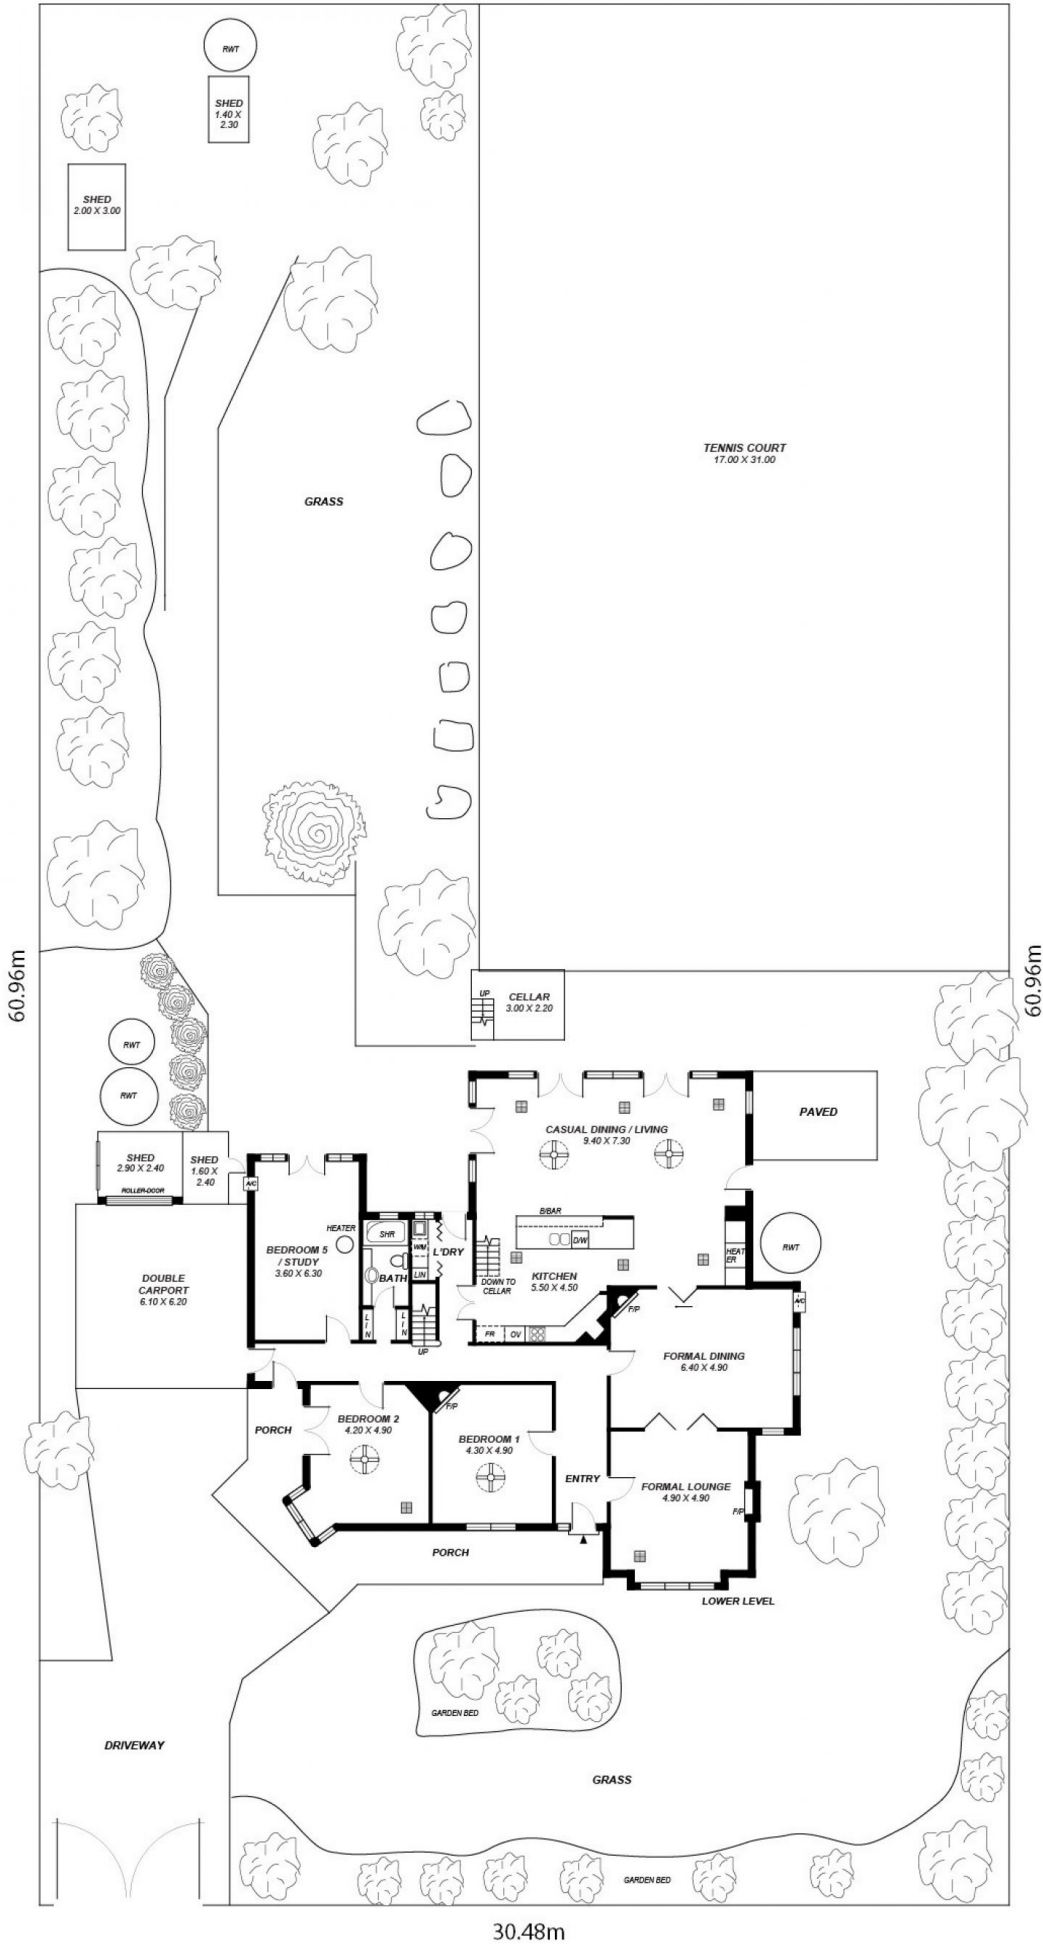 RWT
SHED
1.40 X
2.30
SHED
2.00 X 3.00
TENNIS COURT
17.00 X 31.00
GRASS
60.96m
60.96m
UP
CELLAR
3.00 X 2.20
RWT
RWT
PAVED
CASUAL DINING / LIVING
9.40 X 7.30
SHED
2.90 X 2.40
ROLLER-DOOR
SHED
1.60 X
2.40
A/C
B/BAR
D/W
HEATER
SHR
W/M
L'DRY
LIN
BEDROOM 5
/ STUDY
3.60 X 6.30
BATH
HEAT
ER
RWT
DOWN TO
CELLAR
KITCHEN
5.50 X 4.50
DOUBLE
CARPORT
6.10 X 6.20
L
I
N
L
I
N
UP
FR
OV
F/P
A/C
FORMAL DINING
6.40 X 4.90
PORCH
BEDROOM 2
4.20 X 4.90
F/P
BEDROOM 1
4.30 X 4.90
ENTRY
FORMAL LOUNGE
4.90 X 4.90
F/P
PORCH
LOWER LEVEL
GARDEN BED
DRIVEWAY
GRASS
GARDEN BED
30.48m